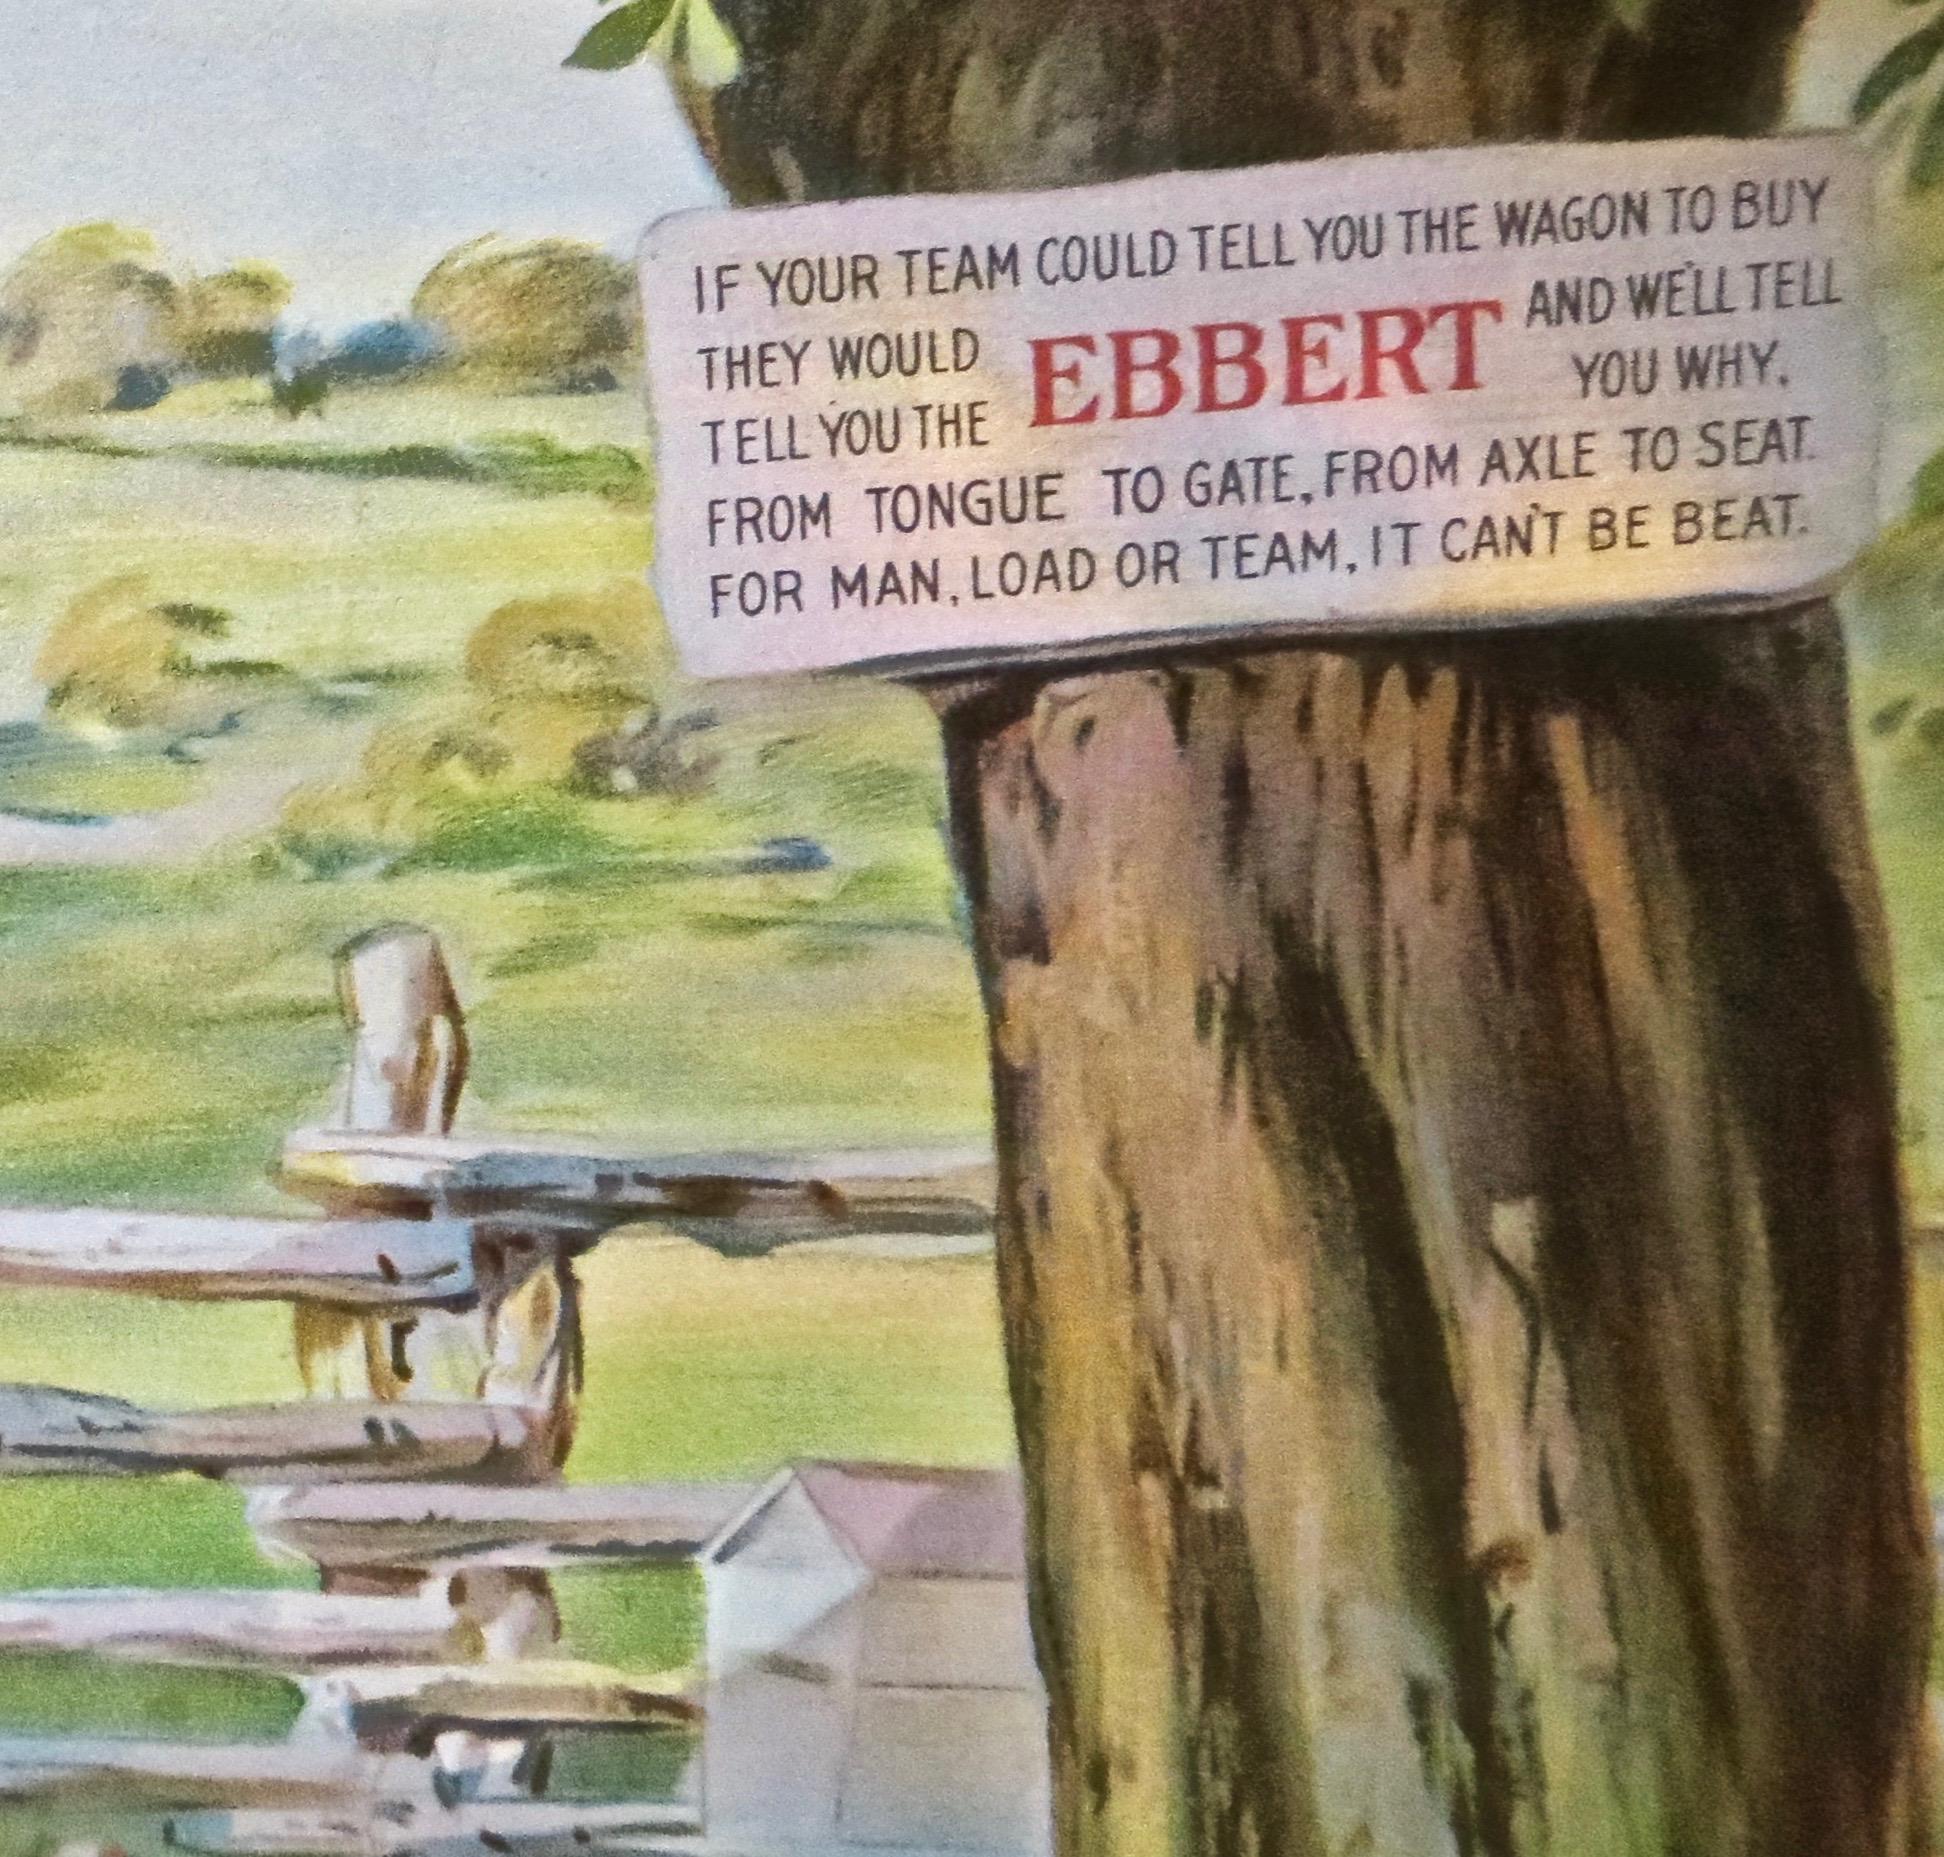 IF YOUR TEAM COULD TELL YOU THE WAGON TO BUY
THEY WOULD
TELL YOU THE
EBBERT
AND WE'LL TELL
YOU WHY.
FROM TONGUE TO GATE, FROM AXLE TO SEAT.
FOR MAN, LOAD OR TEAM, IT CAN'T BE BEAT.